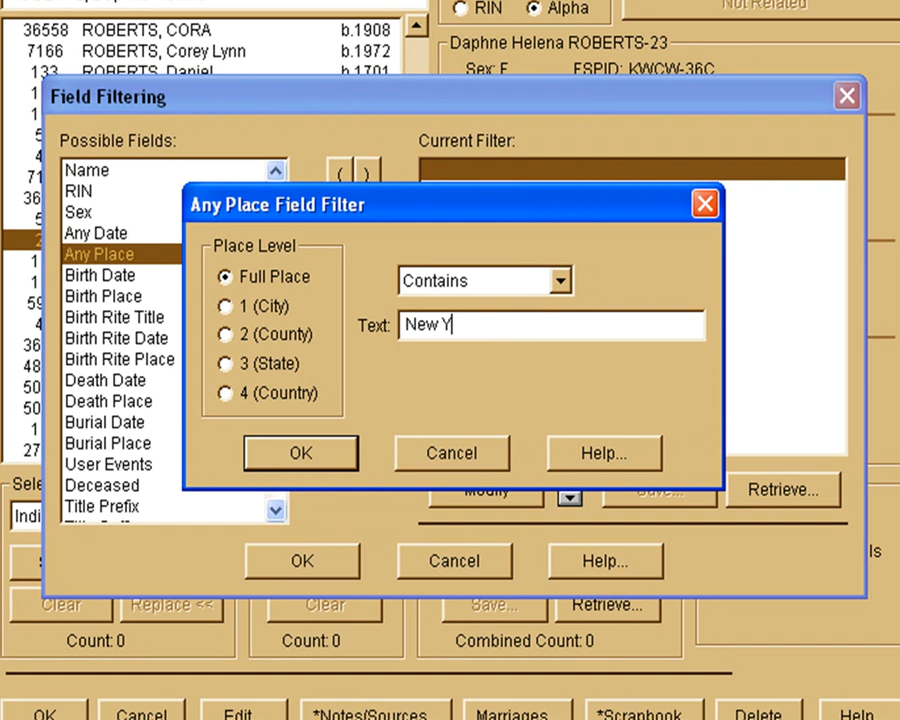 RIN Alpha
Not Related
36558 ROBERTS, CORA b.1908
7166 ROBERTS, Corey Lynn b.1972
133 ROBERTS, Daniel b.1701
Daphne Helena ROBERTS-23
Sex: F FSPID: KWCW-36C
Field Filtering
Possible Fields:
Current Filter:
Name
RIN
Sex
Any Date
Any Place
Birth Date
Birth Place
Birth Rite Title
Birth Rite Date
Birth Rite Place
Death Date
Death Place
Burial Date
Burial Place
User Events
Deceased
Title Prefix
( )
Any Place Field Filter
Place Level
Full Place
1 (City)
2 (County)
3 (State)
4 (Country)
Contains
Text: New Y
OK Cancel Help...
Modify Save... Retrieve...
OK Cancel Help...
Clear Replace << Clear Save... Retrieve...
Count: 0 Count: 0 Combined Count: 0
OK Cancel Edit *Notes/Sources Marriages *Scrapbook Delete Help